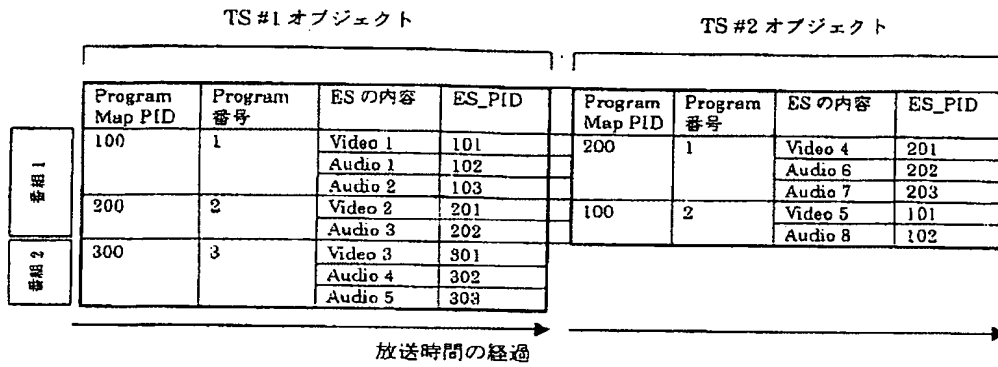 TS #1 オブジェクト
TS #2 オブジェクト
Program Map PID
Program 番号
ES の内容
ES_PID
Program Map PID
Program 番号
ES の内容
ES_PID
番組 1
100
1
Video 1
101
Audio 1
102
Audio 2
103
200
2
Video 2
201
Audio 3
202
番組 2
300
3
Video 3
301
Audio 4
302
Audio 5
303
200
1
Video 4
201
Audio 6
202
Audio 7
203
100
2
Video 5
101
Audio 8
102
放送時間の経過